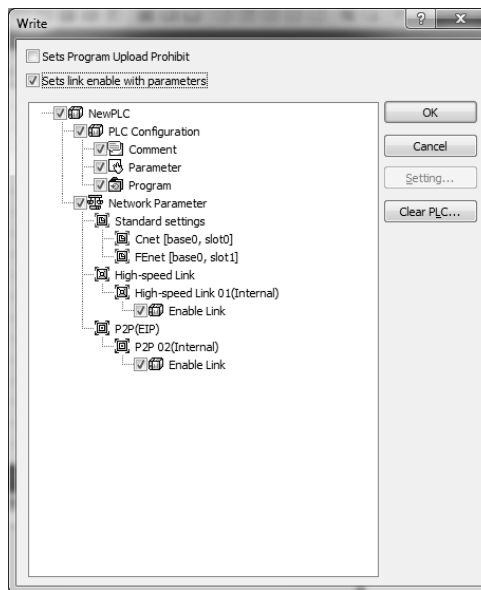 Write
Sets Program Upload Prohibit
Sets link enable with parameters
NewPLC
PLC Configuration
Comment
Parameter
Program
Network Parameter
Standard settings
Cnet [base0, slot0]
FEnet [base0, slot1]
High-speed Link
High-speed Link 01(Internal)
Enable Link
P2P(EIP)
P2P 02(Internal)
Enable Link
OK
Cancel
Setting...
Clear PLC...